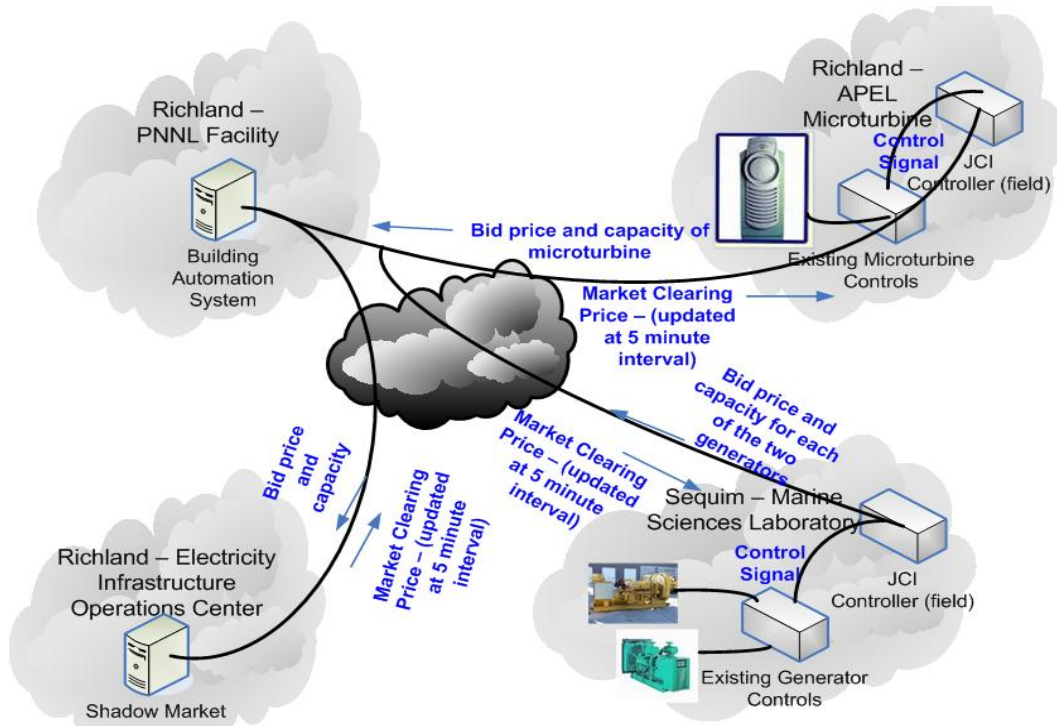 Richland –
PNNL Facility
Building
Automation
System
Richland –
APEL
Microturbine
Control
Signal
JCI
Controller (field)
Existing Microturbine
Controls
Bid price and capacity of
microturbine
Market Clearing
Price – (updated
at 5 minute
interval)
Bid price and
capacity for each
of the two
generators
Market Clearing
Price – (updated
at 5 minute
interval)
Bid price
and
capacity
Market Clearing
Price – (updated
at 5 minute
interval)
Richland – Electricity
Infrastructure
Operations Center
Shadow Market
Sequim – Marine
Sciences Laboratory
Control
Signal
JCI
Controller (field)
Existing Generator
Controls